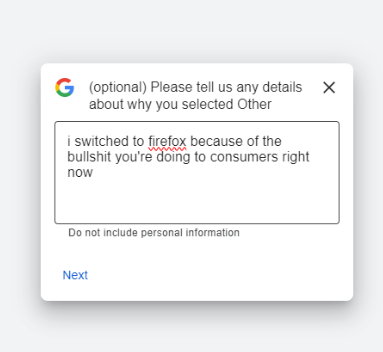 (optional) Please tell us any details
about why you selected Other
i switched to firefox because of the
bullshit you're doing to consumers right
now
Do not include personal information
Next